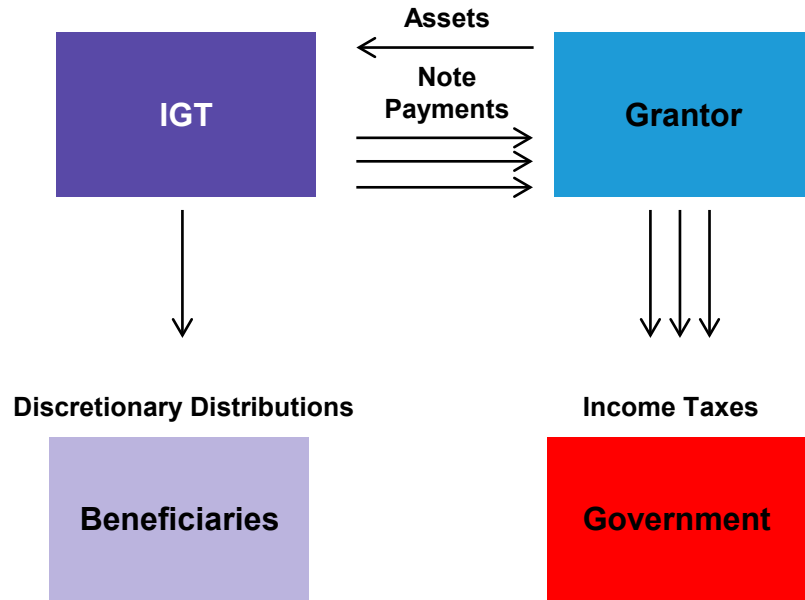 Assets
IGT
Note
Payments
Grantor
Discretionary Distributions
Income Taxes
Beneficiaries
Government